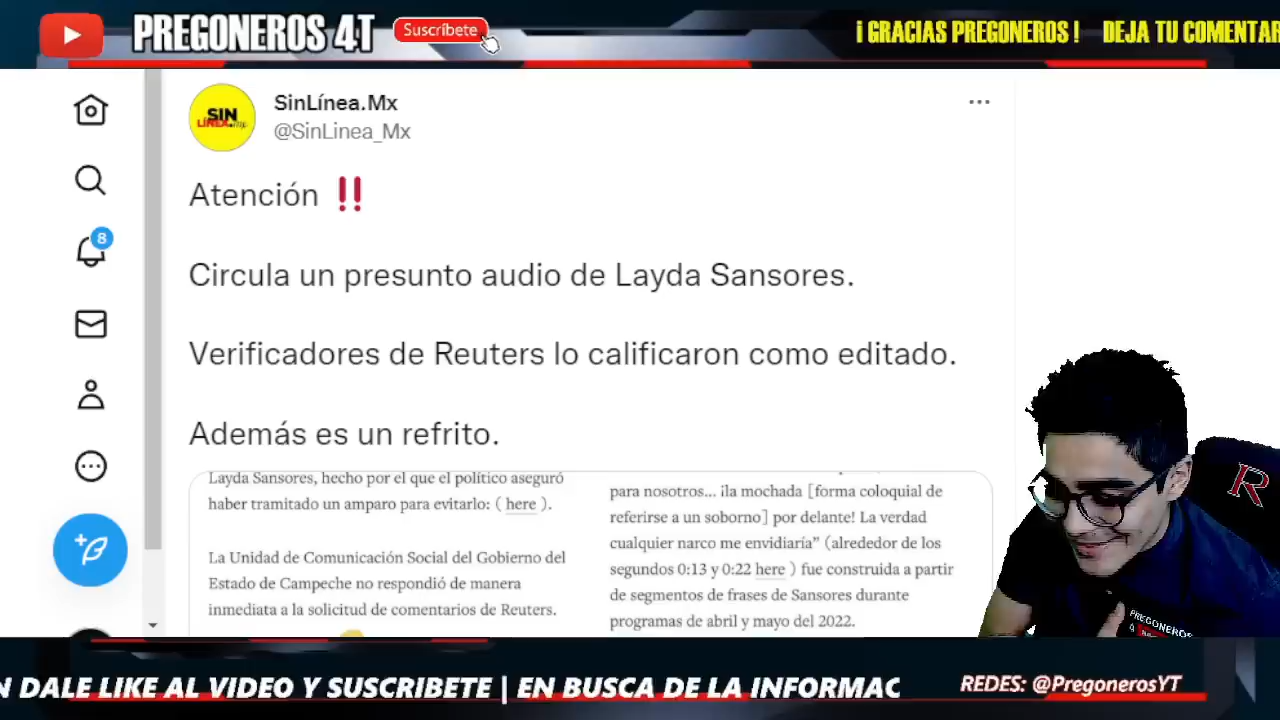 PREGONEROS 4T
Suscríbete
¡ GRACIAS PREGONEROS ! DEJA TU COMENTAR
SIN
LÍNEA.mx
SinLínea.Mx
@SinLinea_Mx
8
Atención ‼
Circula un presunto audio de Layda Sansores.
Verificadores de Reuters lo calificaron como editado.
Además es un refrito.
Layda Sansores, hecho por el que el político aseguró
haber tramitado un amparo para evitarlo: ( here ).
La Unidad de Comunicación Social del Gobierno del
Estado de Campeche no respondió de manera
inmediata a la solicitud de comentarios de Reuters.
para nosotros... ¡la mochada [forma coloquial de
referirse a un soborno] por delante! La verdad
cualquier narco me envidiaría” (alrededor de los
segundos 0:13 y 0:22 here ) fue construida a partir
de segmentos de frases de Sansores durante
programas de abril y mayo del 2022.
R
PREGONEROS
N DALE LIKE AL VIDEO Y SUSCRIBETE | EN BUSCA DE LA INFORMAC
REDES: @PregonerosYT